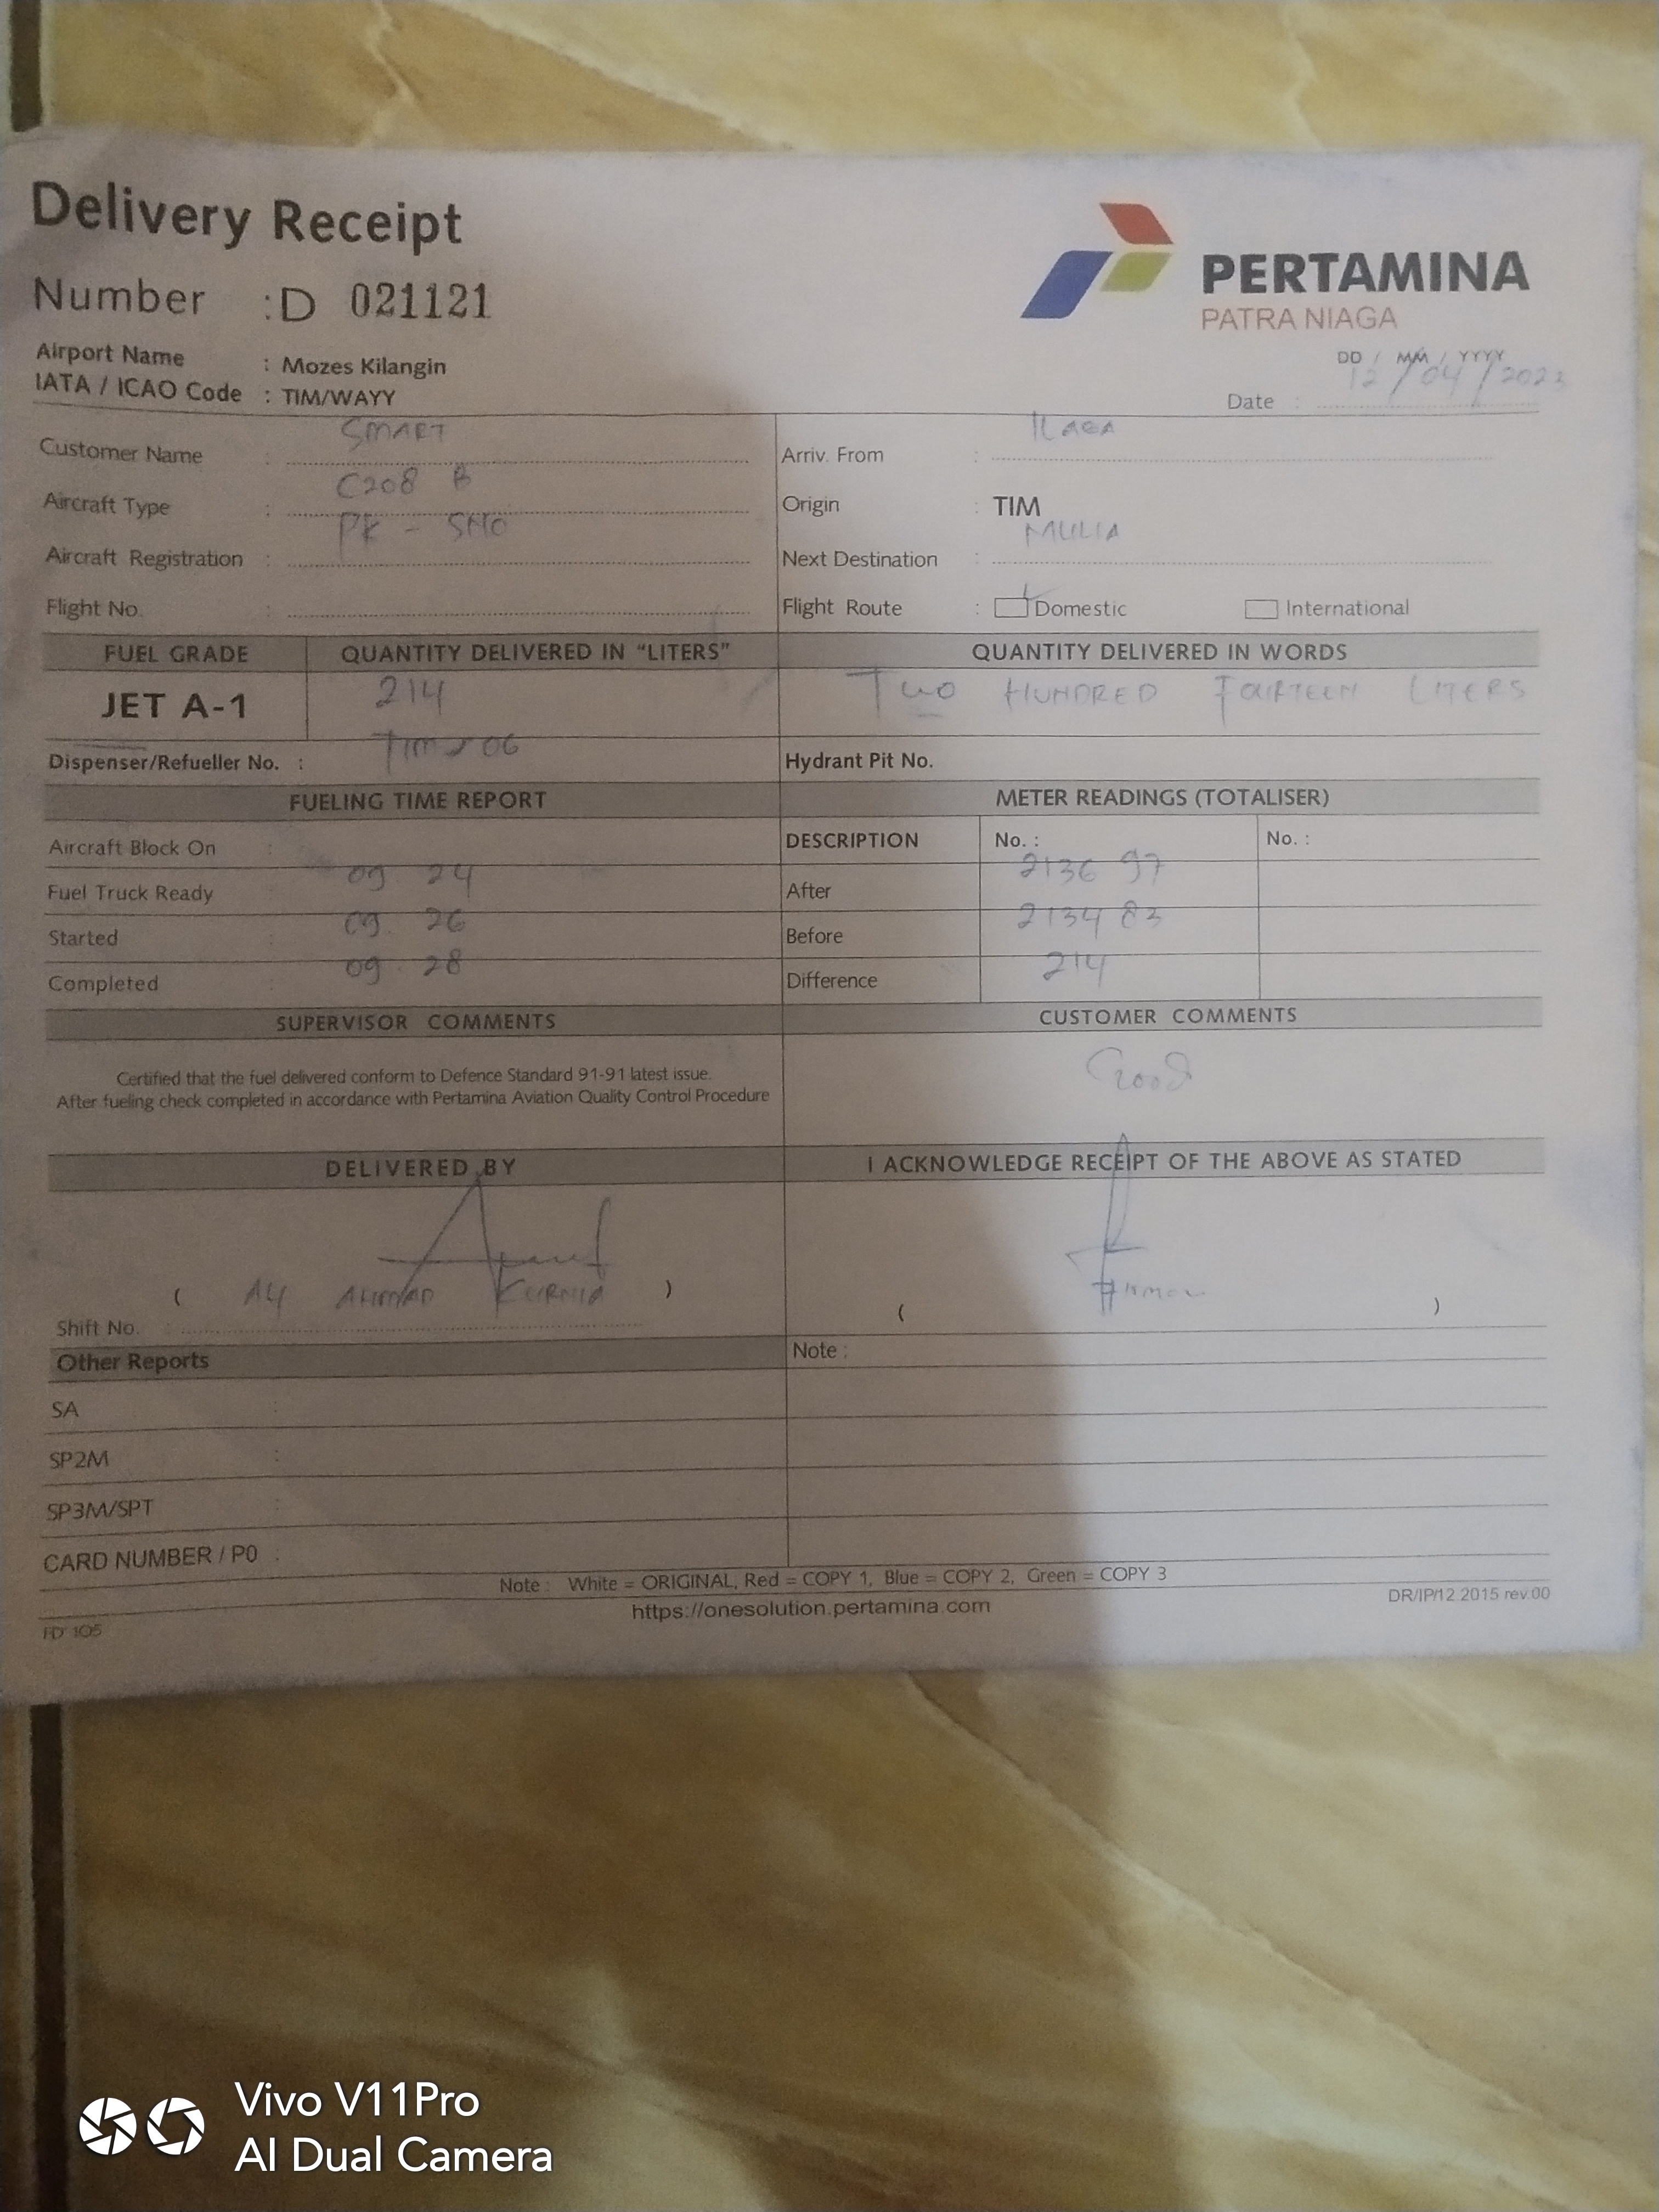 Delivery Receipt
Number : D 021121
PERTAMINA
PATRA NIAGA
Airport Name : Mozes Kilangin
IATA / ICAO Code : TIM/WAYY
DD / MM / YYYY
Date : 12/04/2023
Customer Name : SMART
Arriv. From : ILAGA
Aircraft Type : C208 B
Origin : TIM
Aircraft Registration : PK -
Next Destination : MULIA
Flight No. :
Flight Route : Domestic International
FUEL GRADE QUANTITY DELIVERED IN "LITERS" QUANTITY DELIVERED IN WORDS
JET A-1 214 TWO HUNDRED FOURTEEN LITERS
Dispenser/Refueller No. : TIM 06
Hydrant Pit No.
FUELING TIME REPORT METER READINGS (TOTALISER)
Aircraft Block On :
DESCRIPTION No. : No. :
Fuel Truck Ready : 09 24
After 2136 97
Started : 09. 26
Before 2134 83
Completed : 09. 28
Difference 214
SUPERVISOR COMMENTS CUSTOMER COMMENTS
Certified that the fuel delivered conform to Defence Standard 91-91 latest issue.
After fueling check completed in accordance with Pertamina Aviation Quality Control Procedure
Good
DELIVERED BY I ACKNOWLEDGE RECEIPT OF THE ABOVE AS STATED
( AHMAD KURNIA ) ( )
Shift No.
Other Reports Note :
SA :
SP2M :
SP3M/SPT :
CARD NUMBER / P0 :
Note : White = ORIGINAL, Red = COPY 1, Blue = COPY 2, Green = COPY 3
https://onesolution.pertamina.com
DR/IP/12.2015 rev.00
FD 105
Vivo V11Pro
AI Dual Camera